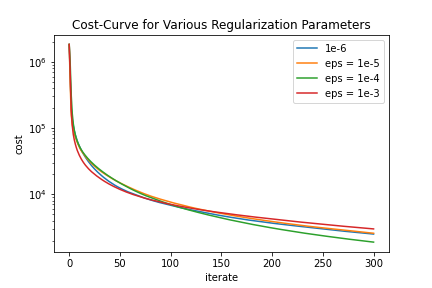 Cost-Curve for Various Regularization Parameters
1e-6
eps = 1e-5
eps = 1e-4
eps = 1e-3
10^6
10^5
10^4
cost
0 50 100 150 200 250 300
iterate